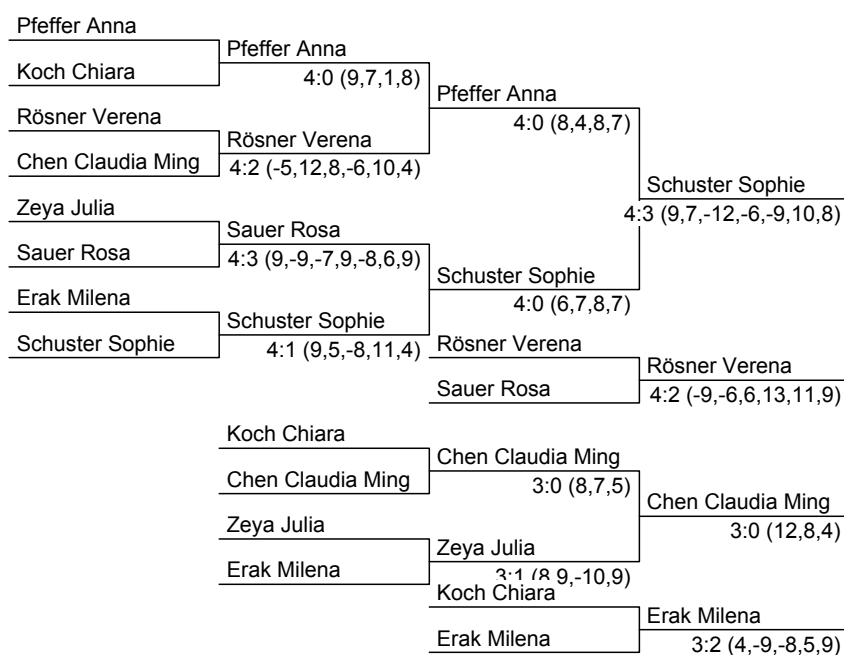 Pfeffer Anna
Pfeffer Anna
Koch Chiara
4:0 (9,7,1,8)
Pfeffer Anna
Rösner Verena
4:0 (8,4,8,7)
Rösner Verena
Chen Claudia Ming
4:2 (-5,12,8,-6,10,4)
Schuster Sophie
Zeya Julia
4:3 (9,7,-12,-6,-9,10,8)
Sauer Rosa
Sauer Rosa
4:3 (9,-9,-7,9,-8,6,9)
Schuster Sophie
Erak Milena
4:0 (6,7,8,7)
Schuster Sophie
Schuster Sophie
4:1 (9,5,-8,11,4)
Rösner Verena
Rösner Verena
Sauer Rosa
4:2 (-9,-6,6,13,11,9)
Koch Chiara
Chen Claudia Ming
Chen Claudia Ming
3:0 (8,7,5)
Chen Claudia Ming
Zeya Julia
3:0 (12,8,4)
Zeya Julia
Erak Milena
3:1 (8,9,-10,9)
Koch Chiara
Erak Milena
Erak Milena
3:2 (4,-9,-8,5,9)